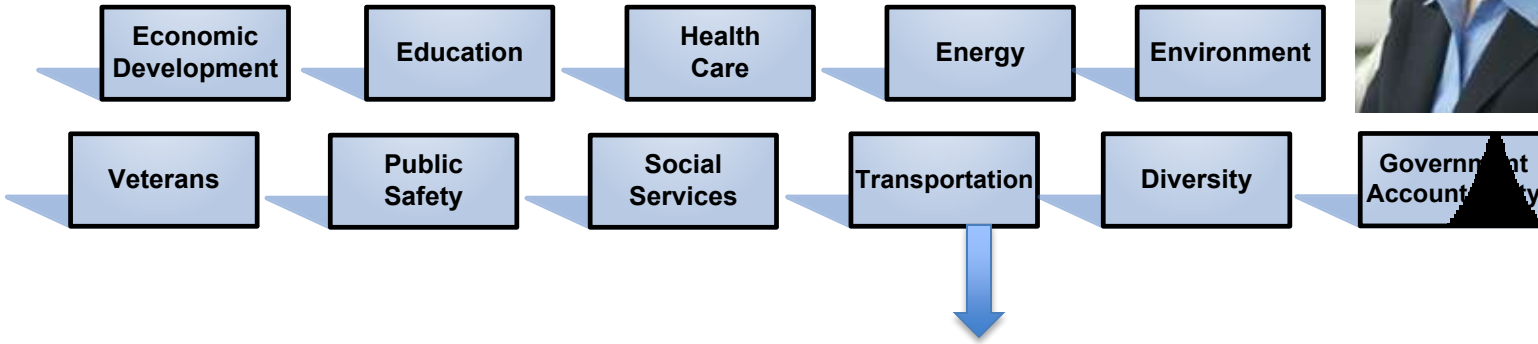 Economic
Development
Education
Health
Care
Energy
Environment
Veterans
Public
Safety
Social
Services
Transportation
Diversity